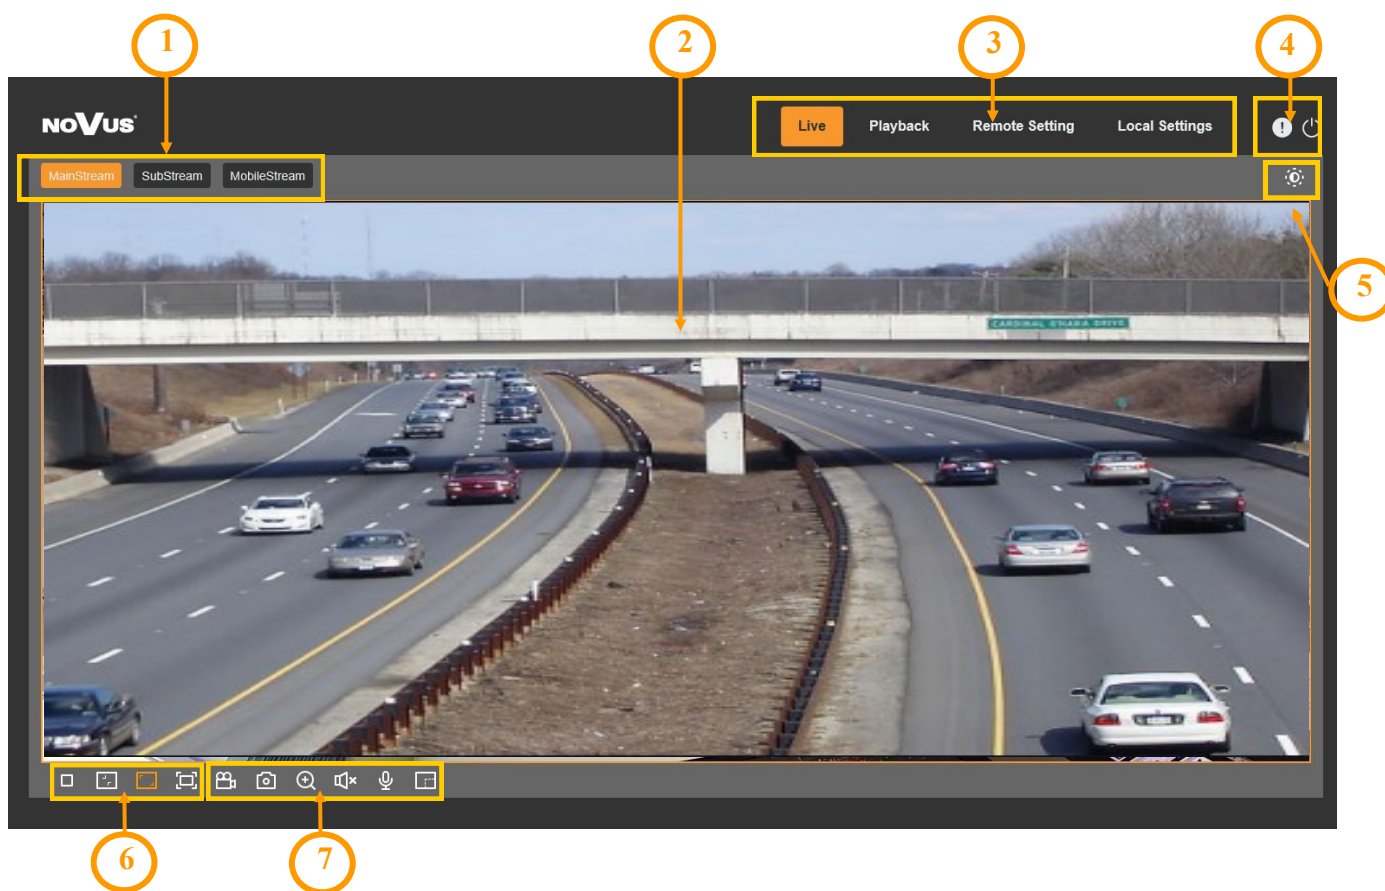 1
2
3
4
NOVUS
Live
Playback
Remote Setting
Local Settings
MainStream
SubStream
MobileStream
5
CARDINAL O'HARA DRIVE
6
7